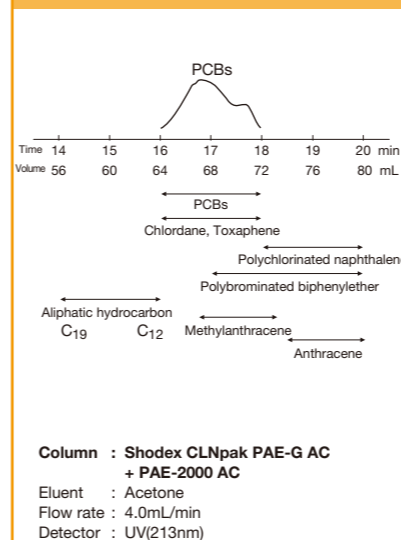 PCBs
Time 14 15 16 17 18 19 20 min
Volume 56 60 64 68 72 76 80 mL
PCBs
Chlordane, Toxaphene
Polychlorinated naphthalen
Polybrominated biphenylether
Aliphatic hydrocarbon
C19 C12 Methylanthracene
Anthracene
Column : Shodex CLNpak PAE-G AC
+ PAE-2000 AC
Eluent : Acetone
Flow rate : 4.0mL/min
Detector : UV(213nm)